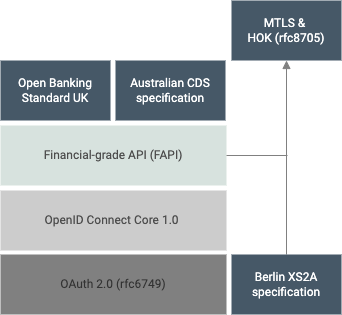 MTLS &
HOK (rfc8705)
Open Banking
Standard UK
Australian CDS
specification
Financial-grade API (FAPI)
OpenID Connect Core 1.0
OAuth 2.0 (rfc6749)
Berlin XS2A
specification